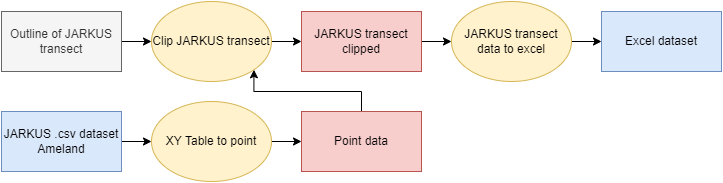 Outline of JARKUS
transect
Clip JARKUS transect
JARKUS transect
clipped
JARKUS transect
data to excel
Excel dataset
JARKUS .csv dataset
Ameland
XY Table to point
Point data